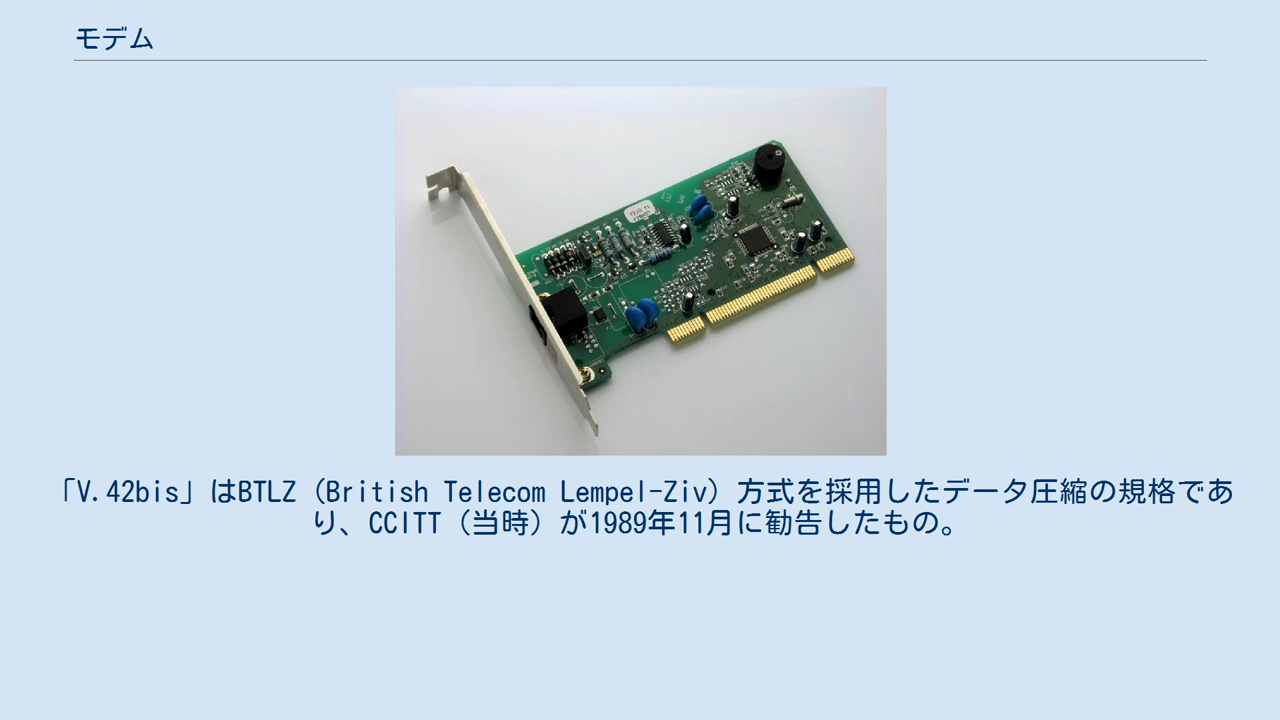 モデム
「V.42bis」はBTLZ（British Telecom Lempel-Ziv）方式を採用したデータ圧縮の規格であ
り、CCITT（当時）が1989年11月に勧告したもの。